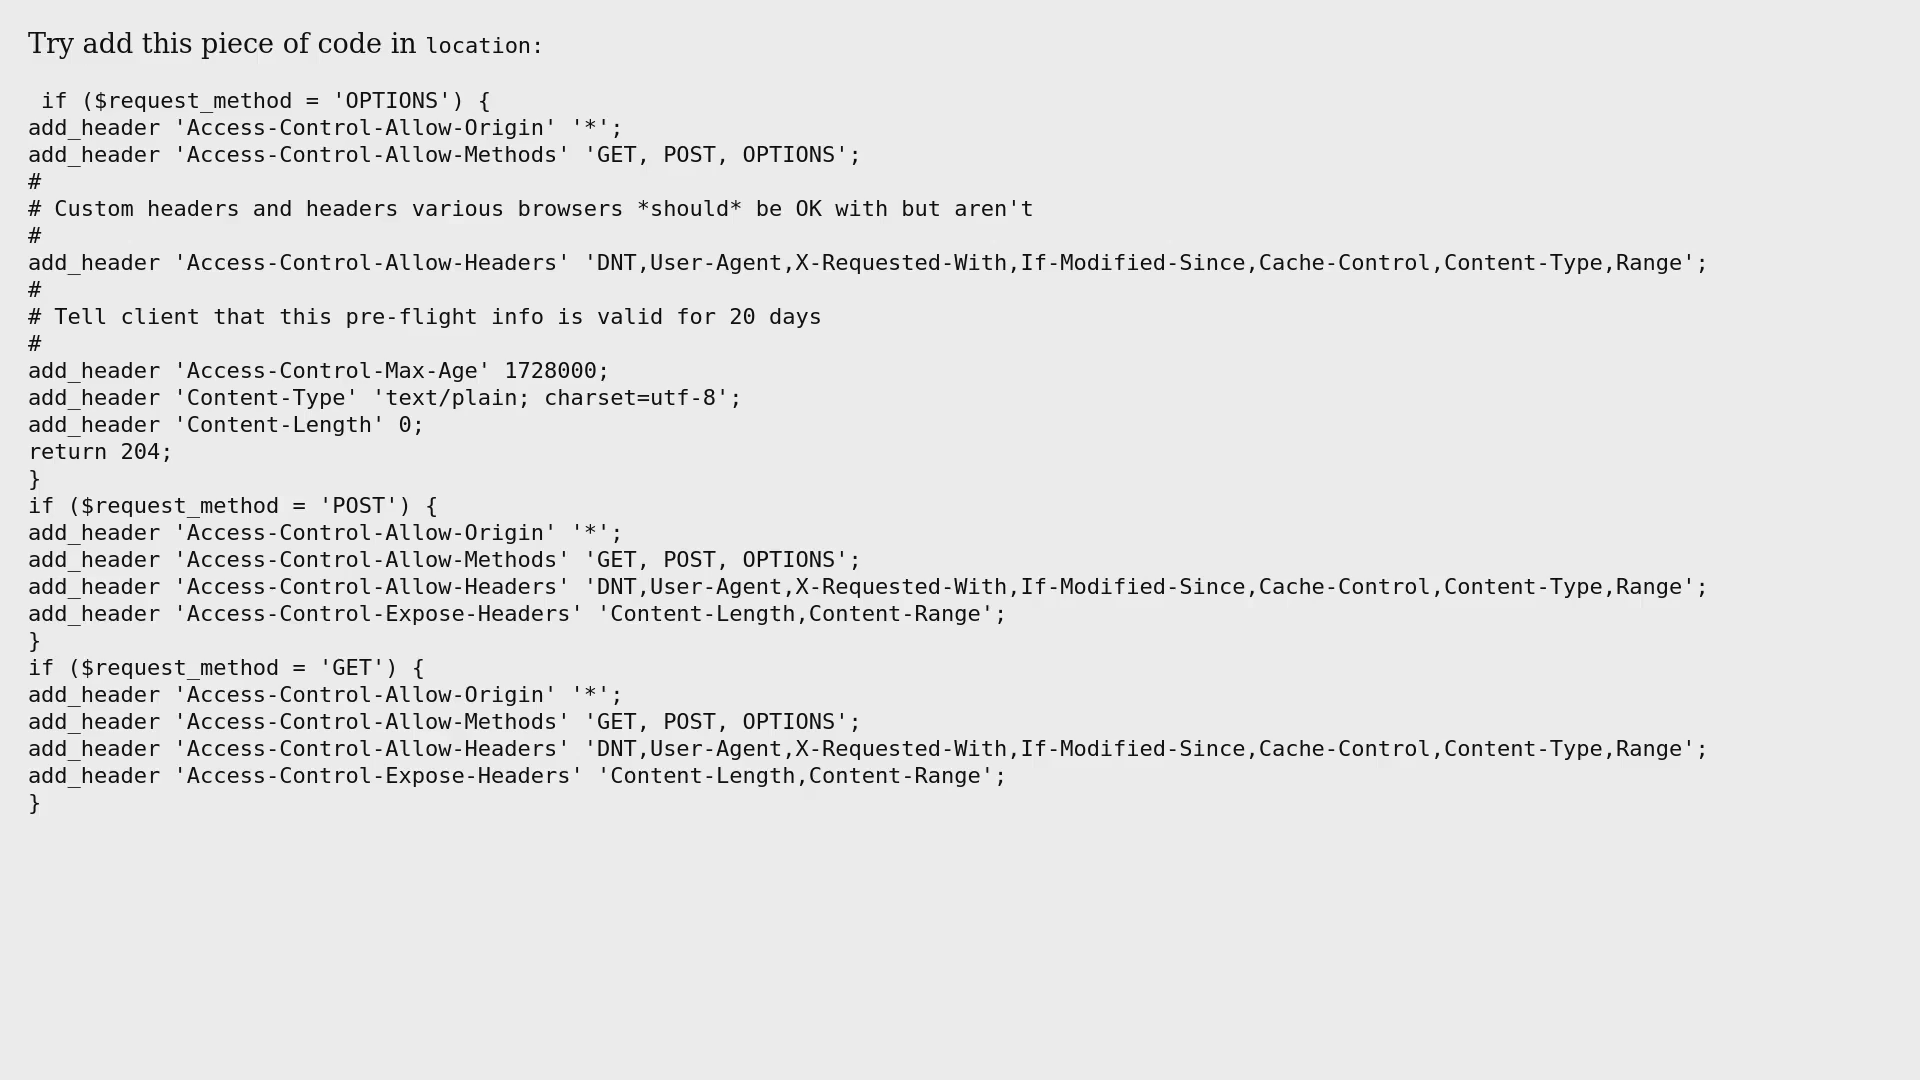 Try add this piece of code in location:
if ($request_method = 'OPTIONS') {
add_header 'Access-Control-Allow-Origin' '*';
add_header 'Access-Control-Allow-Methods' 'GET, POST, OPTIONS';
#
# Custom headers and headers various browsers *should* be OK with but aren't
#
add_header 'Access-Control-Allow-Headers' 'DNT,User-Agent,X-Requested-With,If-Modified-Since,Cache-Control,Content-Type,Range';
#
# Tell client that this pre-flight info is valid for 20 days
#
add_header 'Access-Control-Max-Age' 1728000;
add_header 'Content-Type' 'text/plain; charset=utf-8';
add_header 'Content-Length' 0;
return 204;
}
if ($request_method = 'POST') {
add_header 'Access-Control-Allow-Origin' '*';
add_header 'Access-Control-Allow-Methods' 'GET, POST, OPTIONS';
add_header 'Access-Control-Allow-Headers' 'DNT,User-Agent,X-Requested-With,If-Modified-Since,Cache-Control,Content-Type,Range';
add_header 'Access-Control-Expose-Headers' 'Content-Length,Content-Range';
}
if ($request_method = 'GET') {
add_header 'Access-Control-Allow-Origin' '*';
add_header 'Access-Control-Allow-Methods' 'GET, POST, OPTIONS';
add_header 'Access-Control-Allow-Headers' 'DNT,User-Agent,X-Requested-With,If-Modified-Since,Cache-Control,Content-Type,Range';
add_header 'Access-Control-Expose-Headers' 'Content-Length,Content-Range';
}